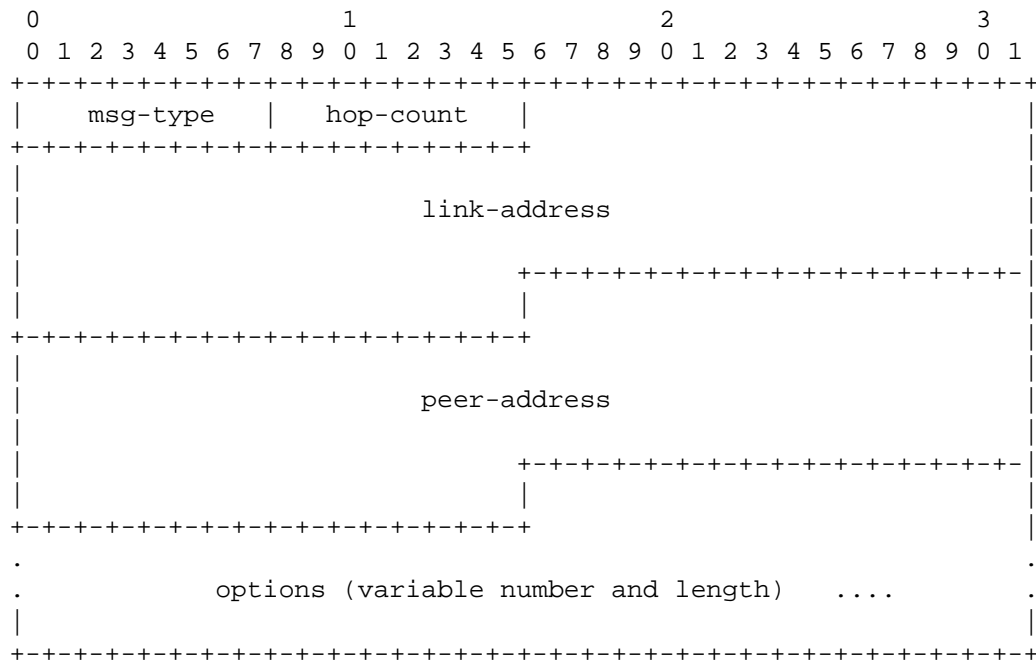 0                   1                   2                   3
 0 1 2 3 4 5 6 7 8 9 0 1 2 3 4 5 6 7 8 9 0 1 2 3 4 5 6 7 8 9 0 1
+-+-+-+-+-+-+-+-+-+-+-+-+-+-+-+-+-+-+-+-+-+-+-+-+-+-+-+-+-+-+-+-+
|    msg-type   |   hop-count   |                               |
+-+-+-+-+-+-+-+-+-+-+-+-+-+-+-+-+                               |
|                                                               |
|                         link-address                          |
|                                                               |
|                               +-+-+-+-+-+-+-+-+-+-+-+-+-+-+-+-|
|                               |                               |
+-+-+-+-+-+-+-+-+-+-+-+-+-+-+-+-+                               |
|                                                               |
|                         peer-address                          |
|                                                               |
|                               +-+-+-+-+-+-+-+-+-+-+-+-+-+-+-+-|
|                               |                               |
+-+-+-+-+-+-+-+-+-+-+-+-+-+-+-+-+                               |
.                                                               .
.            options (variable number and length)   ....        .
|                                                               |
+-+-+-+-+-+-+-+-+-+-+-+-+-+-+-+-+-+-+-+-+-+-+-+-+-+-+-+-+-+-+-+-+